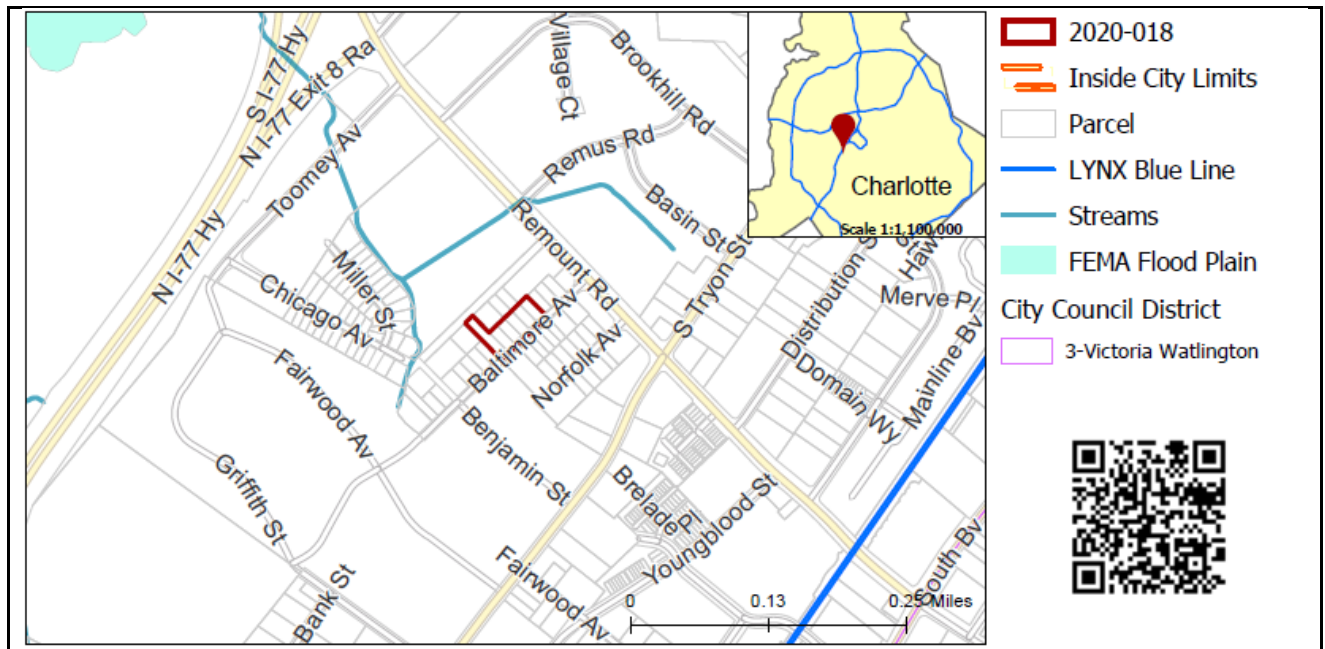 S I-77 Hy
N I-77 Exit 8 Ra
Village Ct
Brookhill Rd
Toomey Av
Remus Rd
Basin St
N I-77 Hy
Miller St
Chicago Av
Remount Rd
S Tryon St
Distribution S
St
Haw
Merve Pl
Mainline Bv
Baltimore Av
Norfolk Av
Fairwood Av
Domain Wy
D
Benjamin St
Griffith St
Brelade Pl
Youngblood St
South Bv
Fairwood Av
Bank St
0
0.13
0.25 Miles
Charlotte
Scale 1:1,100,000
2020-018
Inside City Limits
Parcel
LYNX Blue Line
Streams
FEMA Flood Plain
City Council District
3-Victoria Watlington